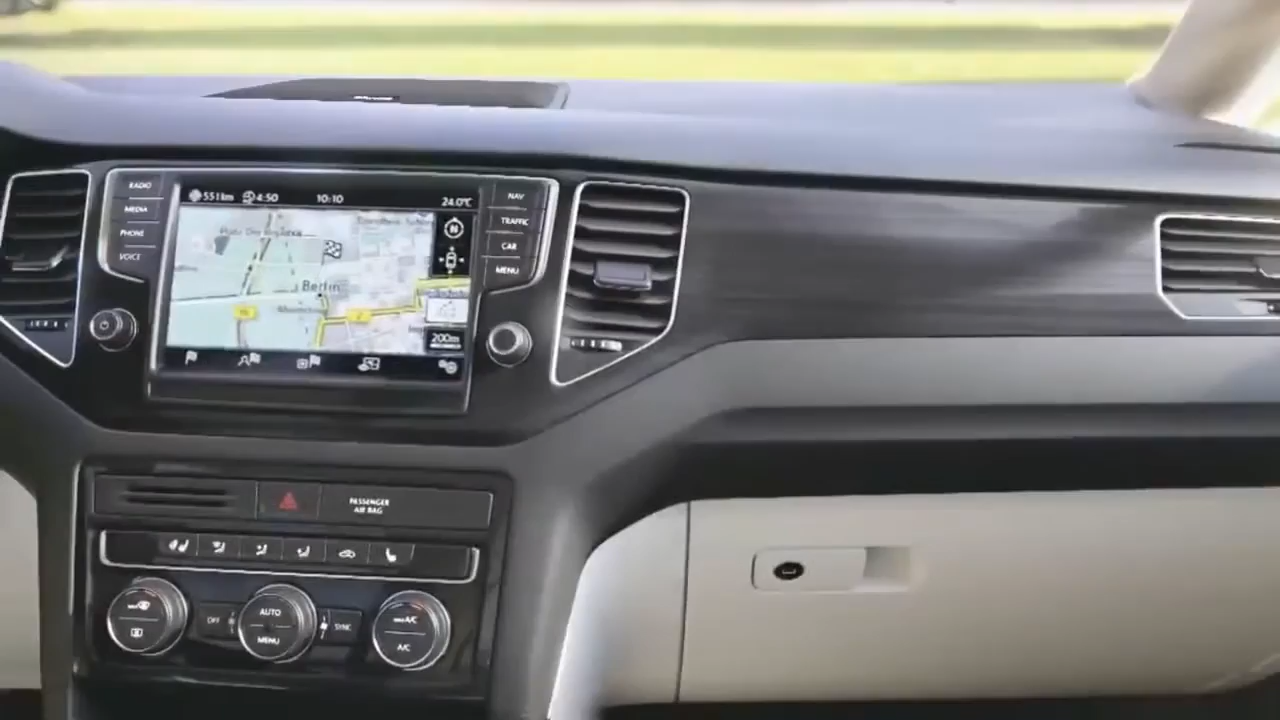 RADIO
MEDIA
PHONE
VOICE
551km 4:50 10:10 24.0°C
N
Berlin
200m
NAV
TRAFFIC
CAR
MENU
PASSENGER
AIR BAG
OFF
AUTO
MENU
SYNC
A/C
A/C